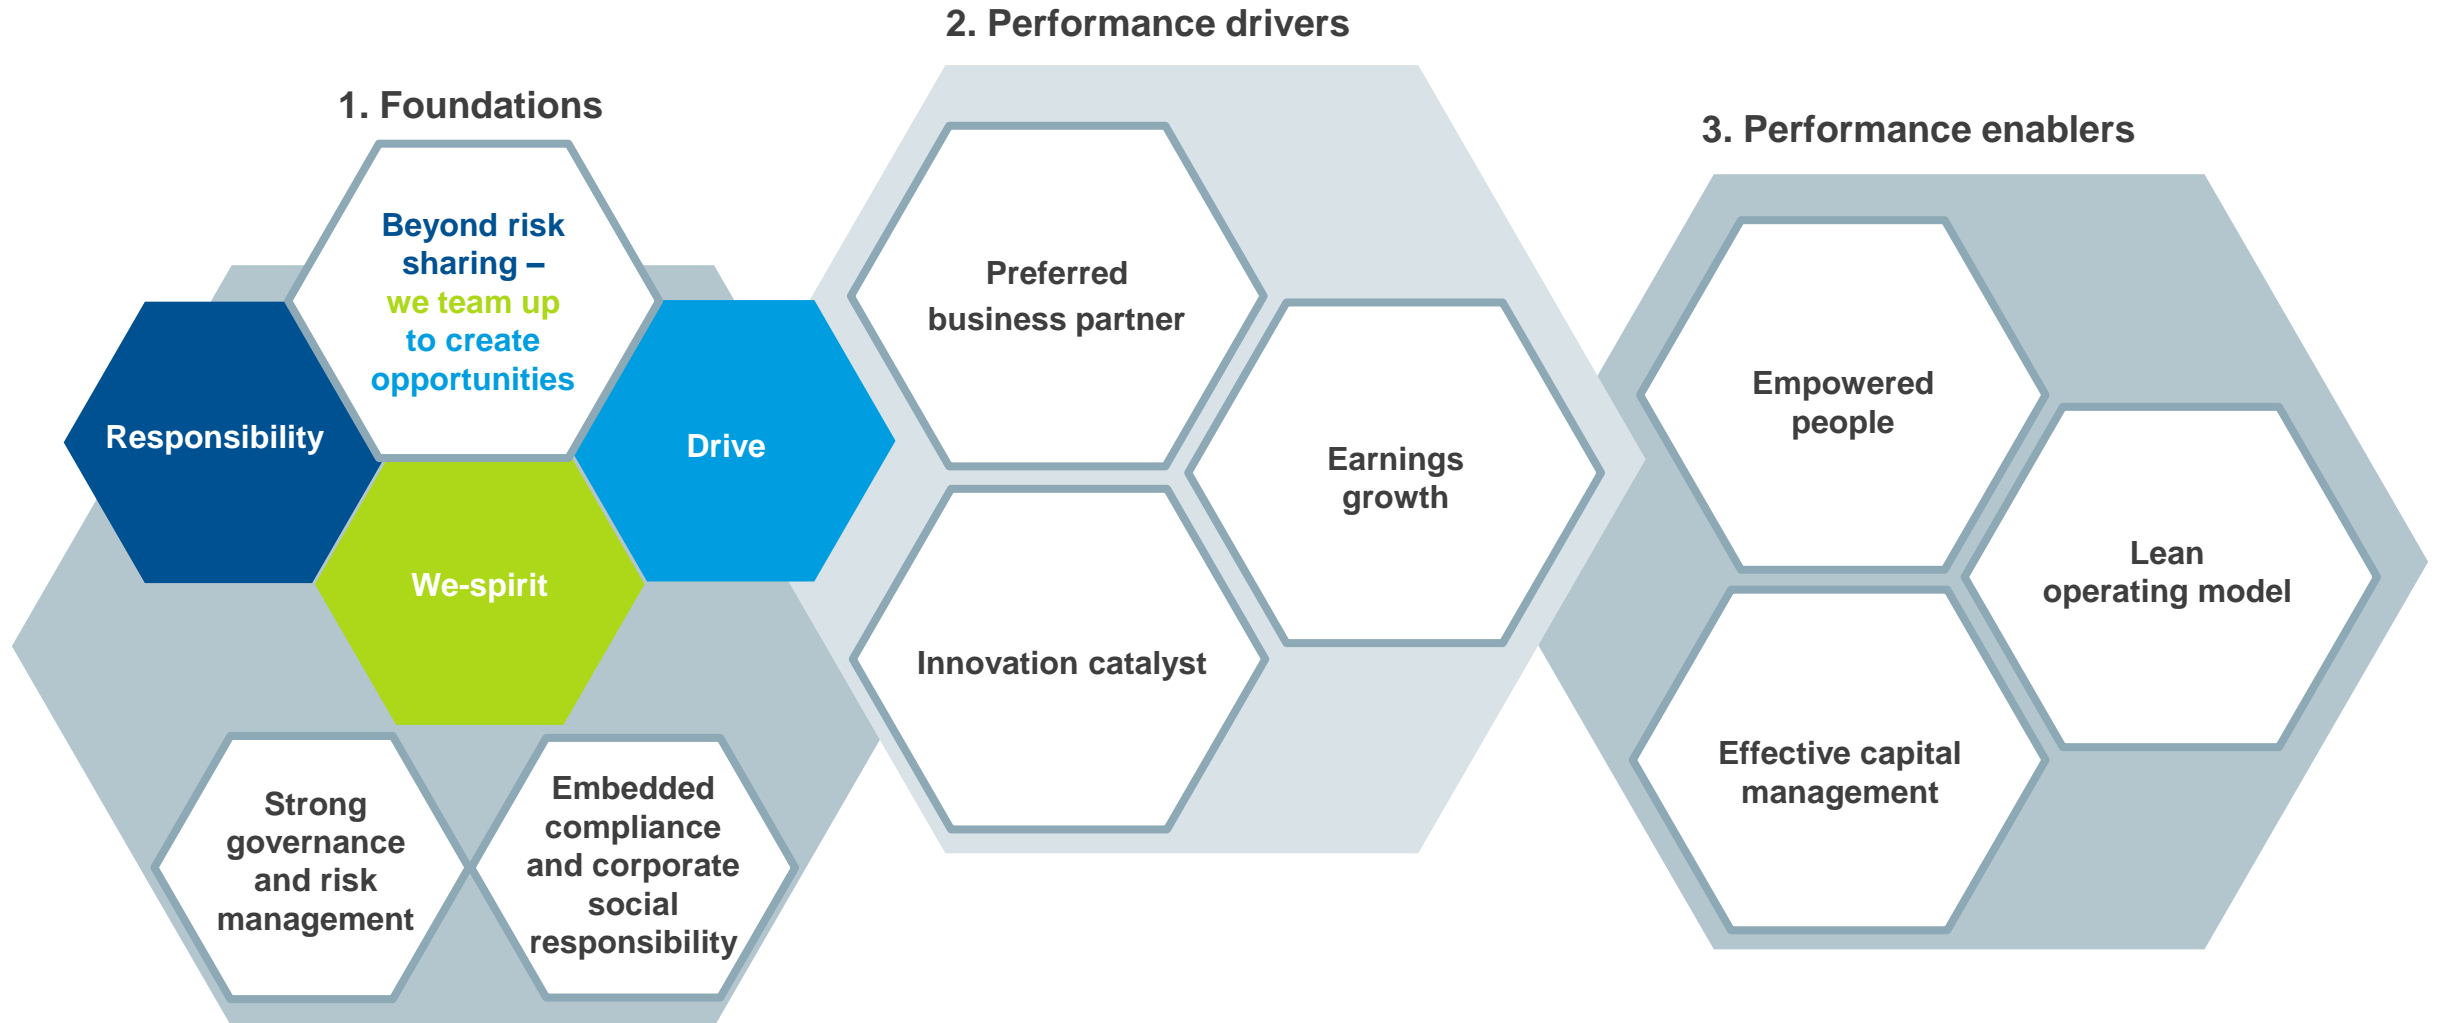 1. Foundations
Beyond risk
sharing –
we team up
to create
opportunities
Responsibility
Drive
We-spirit
Strong
governance
and risk
management
Embedded
compliance
and corporate
social
responsibility
2. Performance drivers
Preferred
business partner
Earnings
growth
Innovation catalyst
3. Performance enablers
Empowered
people
Lean
operating model
Effective capital
management